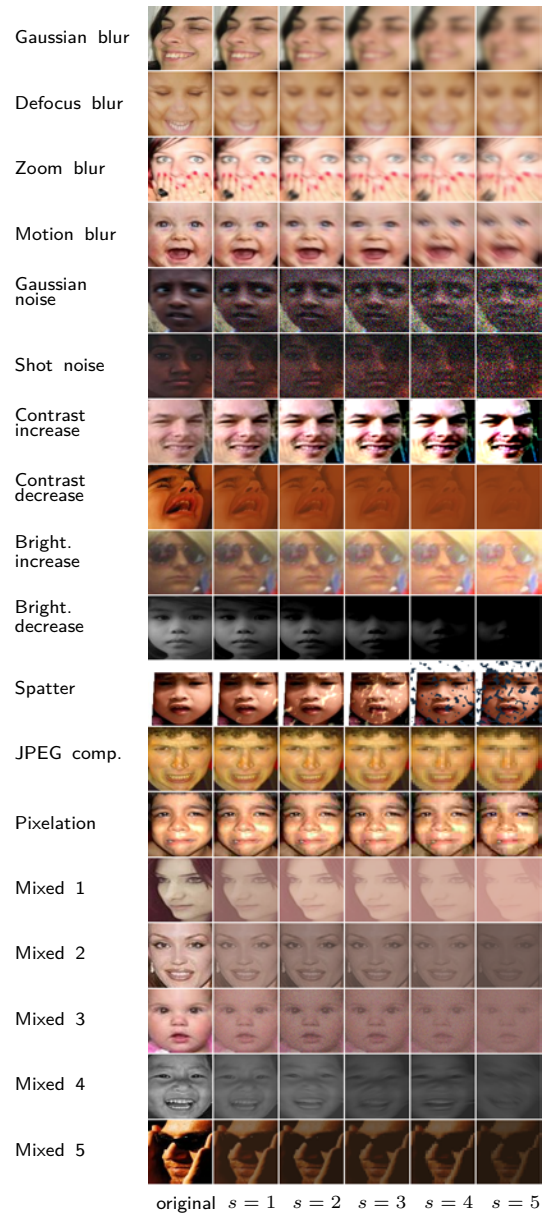 Gaussian blur
Defocus blur
Zoom blur
Motion blur
Gaussian
noise
Shot noise
Contrast
increase
Contrast
decrease
Bright.
increase
Bright.
decrease
Spatter
JPEG comp.
Pixelation
Mixed 1
Mixed 2
Mixed 3
Mixed 4
Mixed 5
original s = 1 s = 2 s = 3 s = 4 s = 5